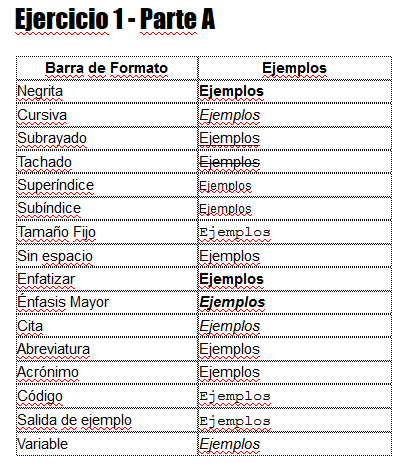 Ejercicio 1 - Parte A
Barra de Formato Ejemplos
Negrita Ejemplos
Cursiva Ejemplos
Subrayado Ejemplos
Tachado Ejemplos
Superíndice Ejemplos
Subíndice Ejemplos
Tamaño Fijo Ejemplos
Sin espacio Ejemplos
Enfatizar Ejemplos
Énfasis Mayor Ejemplos
Cita Ejemplos
Abreviatura Ejemplos
Acrónimo Ejemplos
Código Ejemplos
Salida de ejemplo Ejemplos
Variable Ejemplos